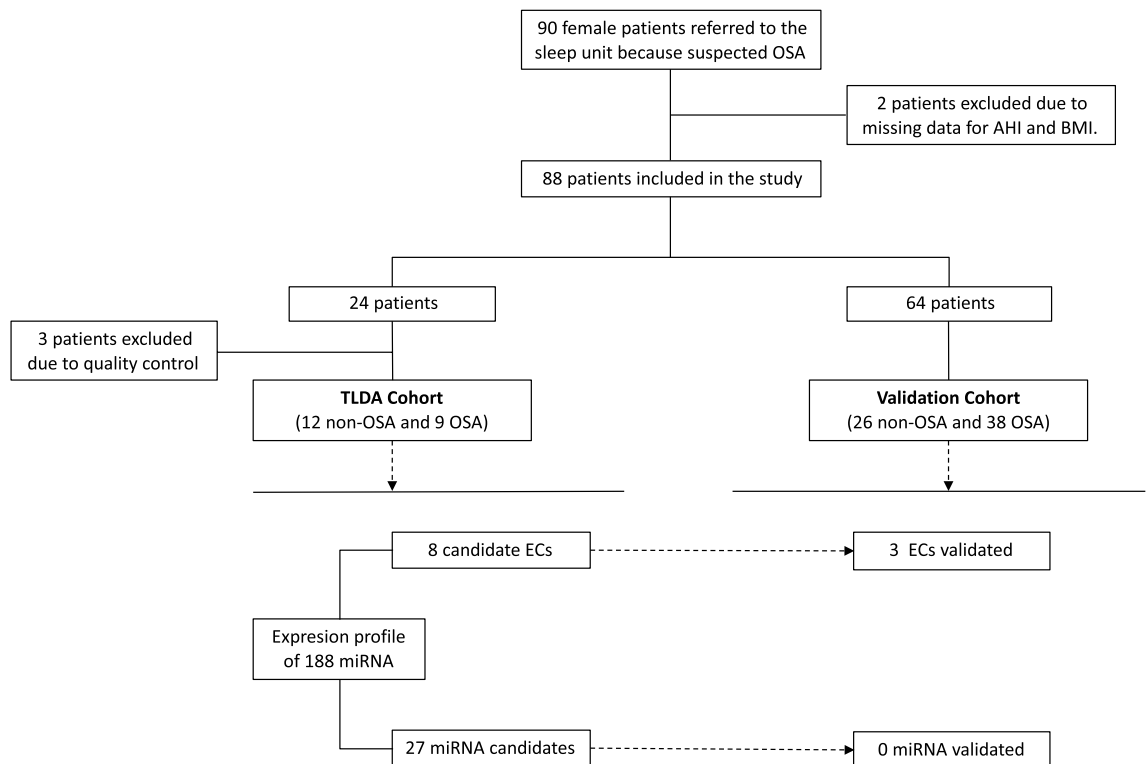 90 female patients referred to the
sleep unit because suspected OSA
2 patients excluded due to
missing data for AHI and BMI.
88 patients included in the study
24 patients
64 patients
3 patients excluded
due to quality control
TLDA Cohort
(12 non-OSA and 9 OSA)
Validation Cohort
(26 non-OSA and 38 OSA)
8 candidate ECs
3 ECs validated
Expresion profile
of 188 miRNA
27 miRNA candidates
0 miRNA validated